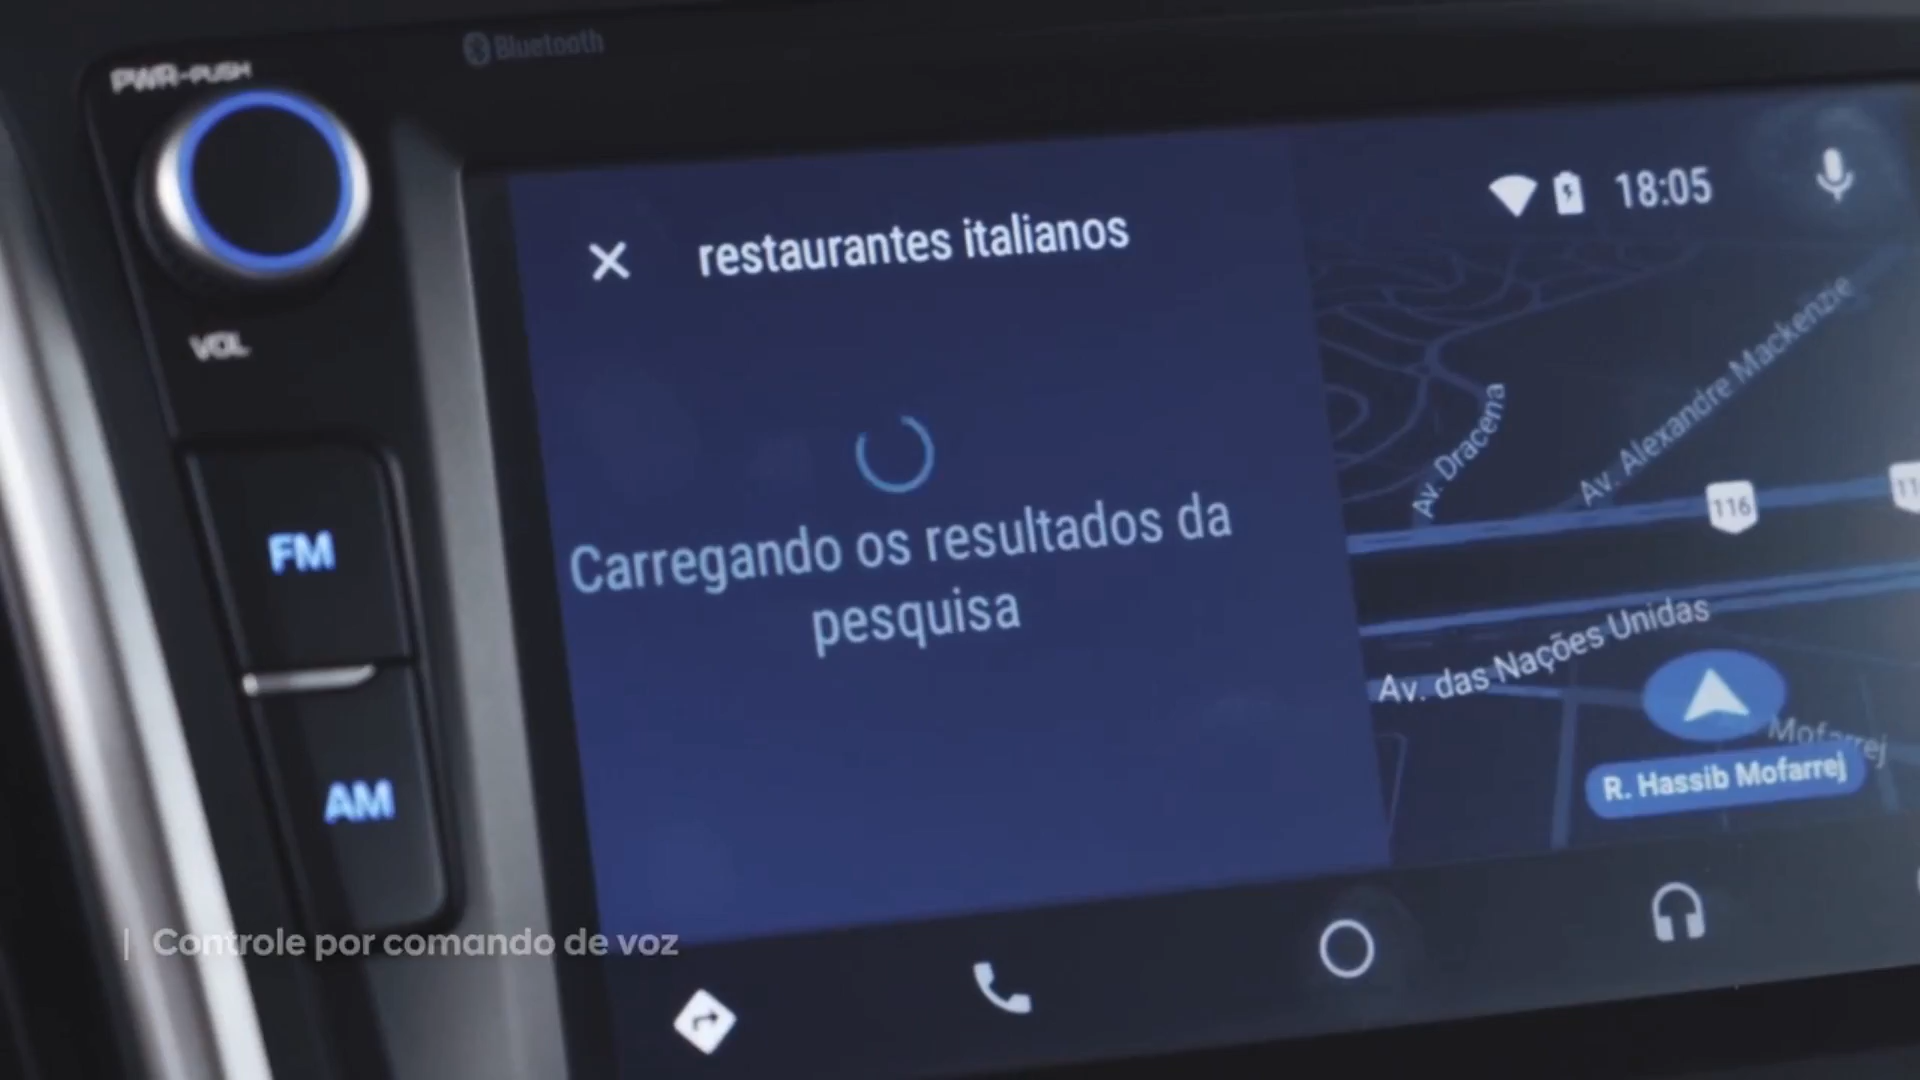 PWR-PUSH
Bluetooth
VOL
FM
AM
restaurantes italianos
18:05
Carregando os resultados da
pesquisa
Av. Dracena
Av. Alexandre Mackenzie
116
11
Av. das Nações Unidas
Mofarrej
R. Hassib Mofarrej
| Controle por comando de voz